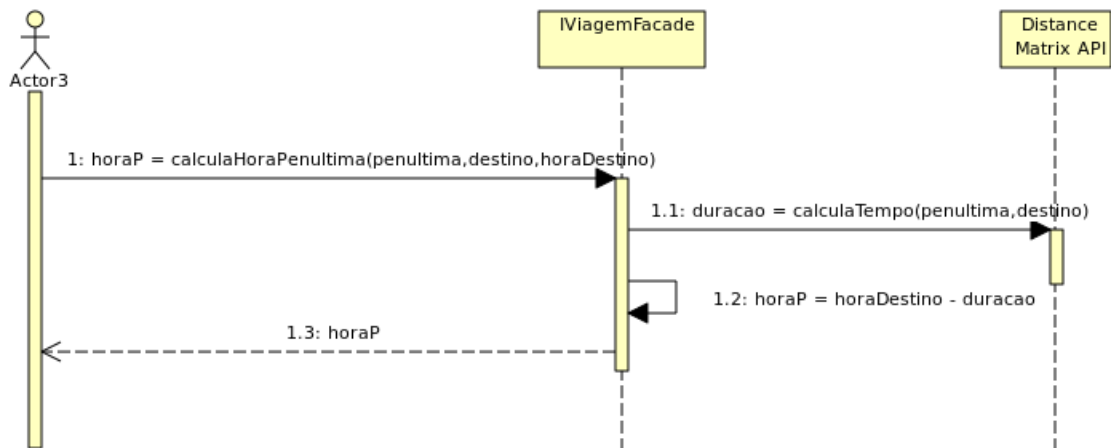 IViagemFacade
Distance
Matrix API
Actor3
1: horaP = calculaHoraPenultima(penultima,destino,horaDestino)
1.1: duracao = calculaTempo(penultima,destino)
1.2: horaP = horaDestino - duracao
1.3: horaP